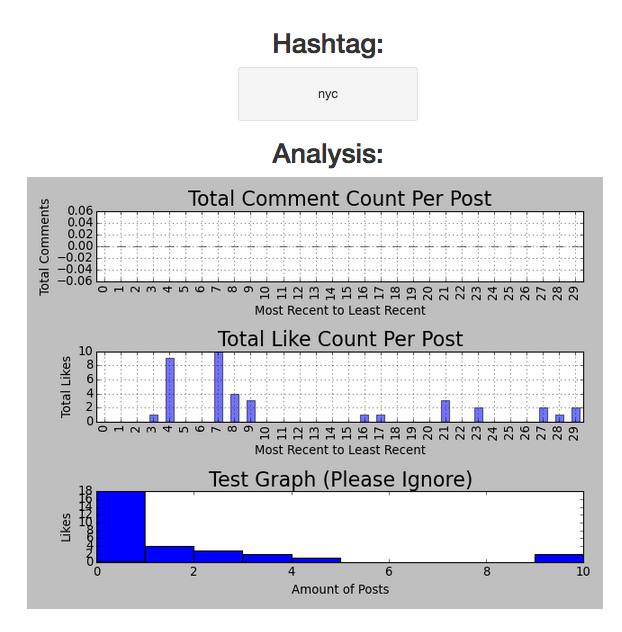 Hashtag:
nyc
Analysis:
Total Comment Count Per Post
Total Comments
0.06
0.04
0.02
0.00
−0.02
−0.04
−0.06
0 1 2 3 4 5 6 7 8 9 10 11 12 13 14 15 16 17 18 19 20 21 22 23 24 25 26 27 28 29
Most Recent to Least Recent
Total Like Count Per Post
Total Likes
10
8
6
4
2
0
0 1 2 3 4 5 6 7 8 9 10 11 12 13 14 15 16 17 18 19 20 21 22 23 24 25 26 27 28 29
Most Recent to Least Recent
Test Graph (Please Ignore)
Likes
18
16
14
12
10
8
6
4
2
0
0 2 4 6 8 10
Amount of Posts